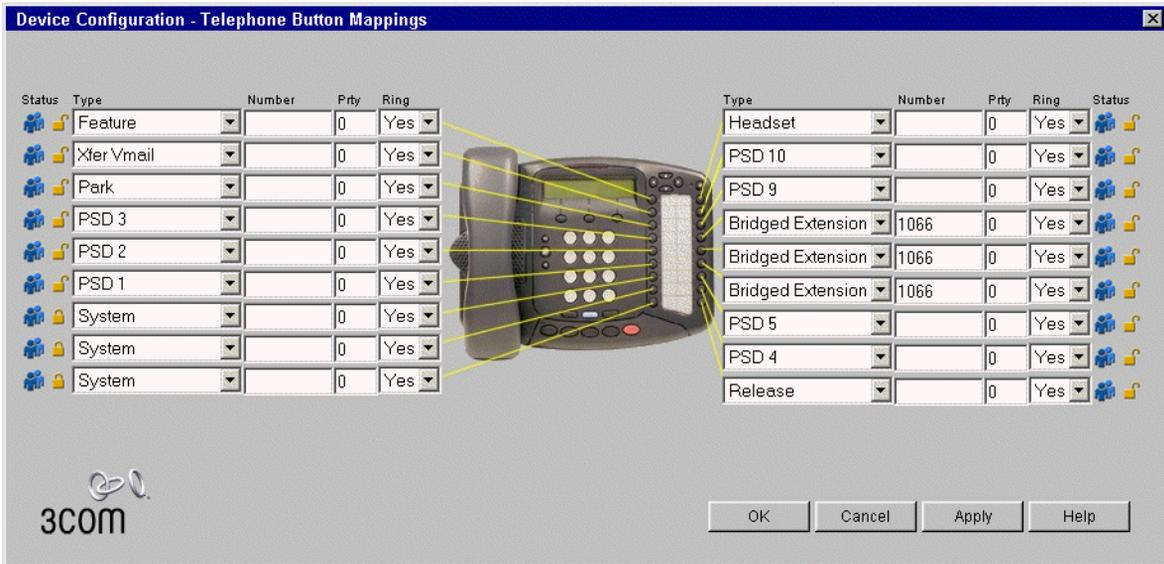 Device Configuration - Telephone Button Mappings
Status Type Number Prty Ring
Feature 0 Yes
Xfer Vmail 0 Yes
Park 0 Yes
PSD 3 0 Yes
PSD 2 0 Yes
PSD 1 0 Yes
System 0 Yes
System 0 Yes
System 0 Yes
Type Number Prty Ring Status
Headset 0 Yes
PSD 10 0 Yes
PSD 9 0 Yes
Bridged Extension 1066 0 Yes
Bridged Extension 1066 0 Yes
Bridged Extension 1066 0 Yes
PSD 5 0 Yes
PSD 4 0 Yes
Release 0 Yes
3COM
OK Cancel Apply Help